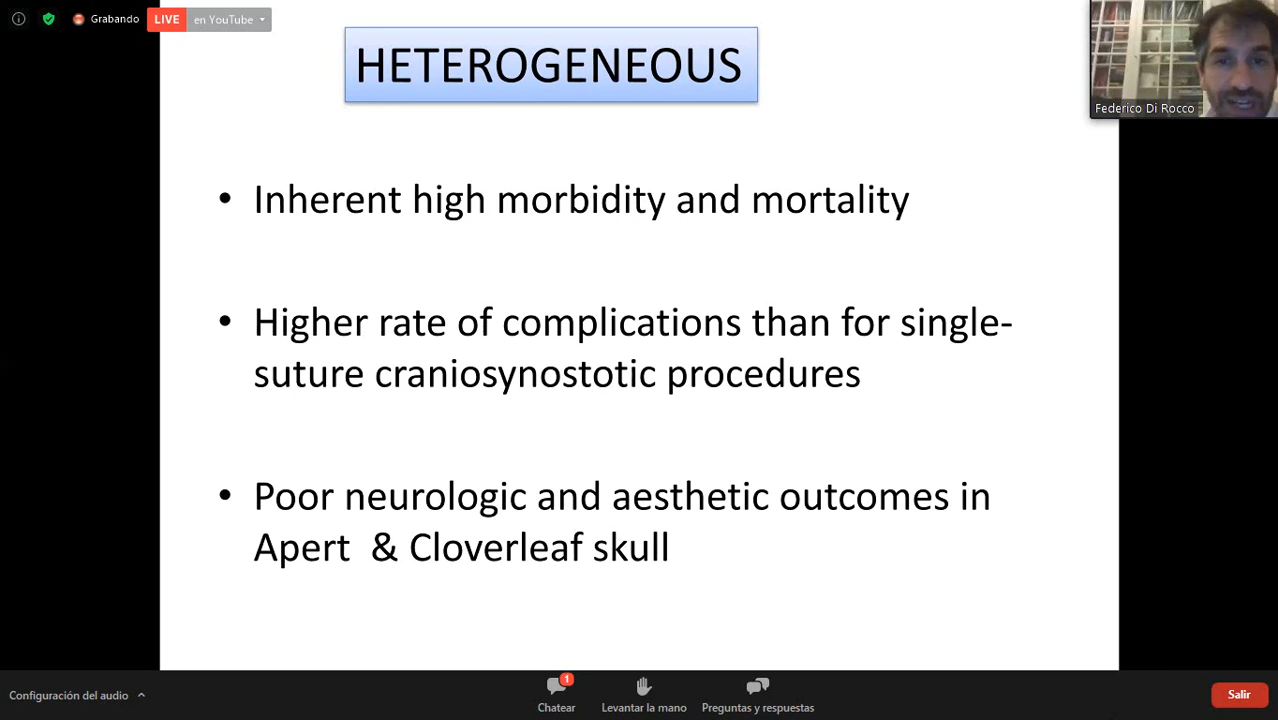 Grabando
LIVE
en YouTube
HETEROGENEOUS
Federico Di Rocco
• Inherent high morbidity and mortality
• Higher rate of complications than for single-
suture craniosynostotic procedures
• Poor neurologic and aesthetic outcomes in
Apert & Cloverleaf skull
Configuración del audio
1
Chatear
Levantar la mano
Preguntas y respuestas
Salir